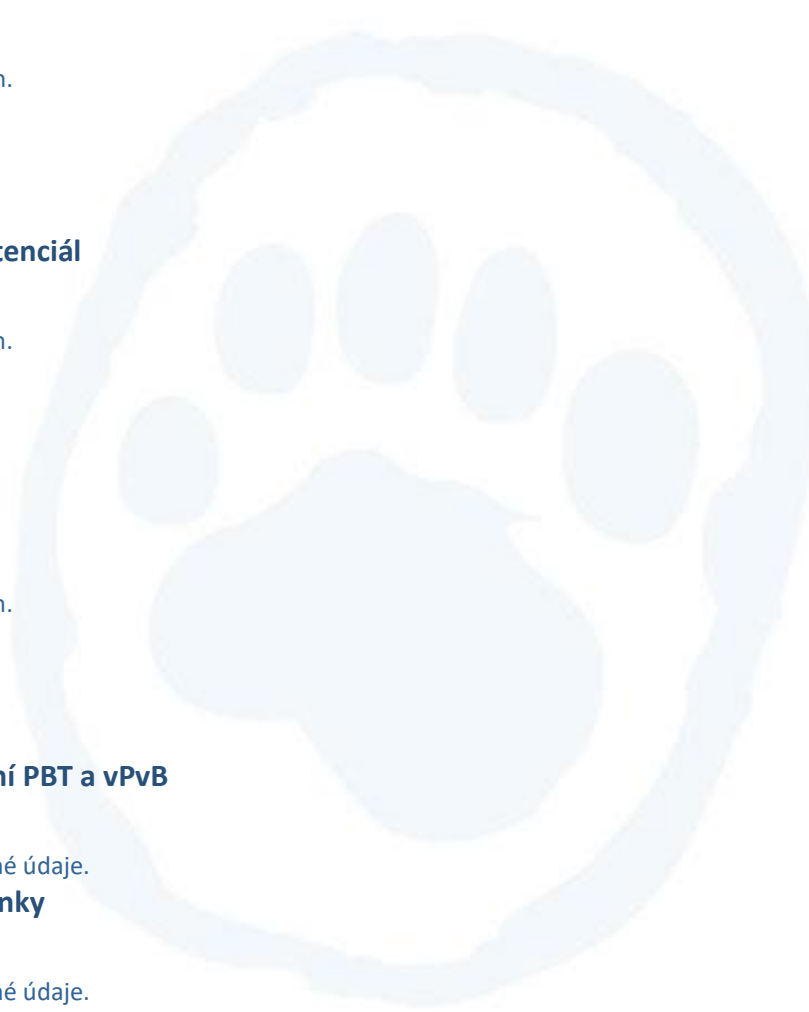 n.
tenciál
n.
n.
ní PBT a vPvB
né údaje.
nky
né údaje.